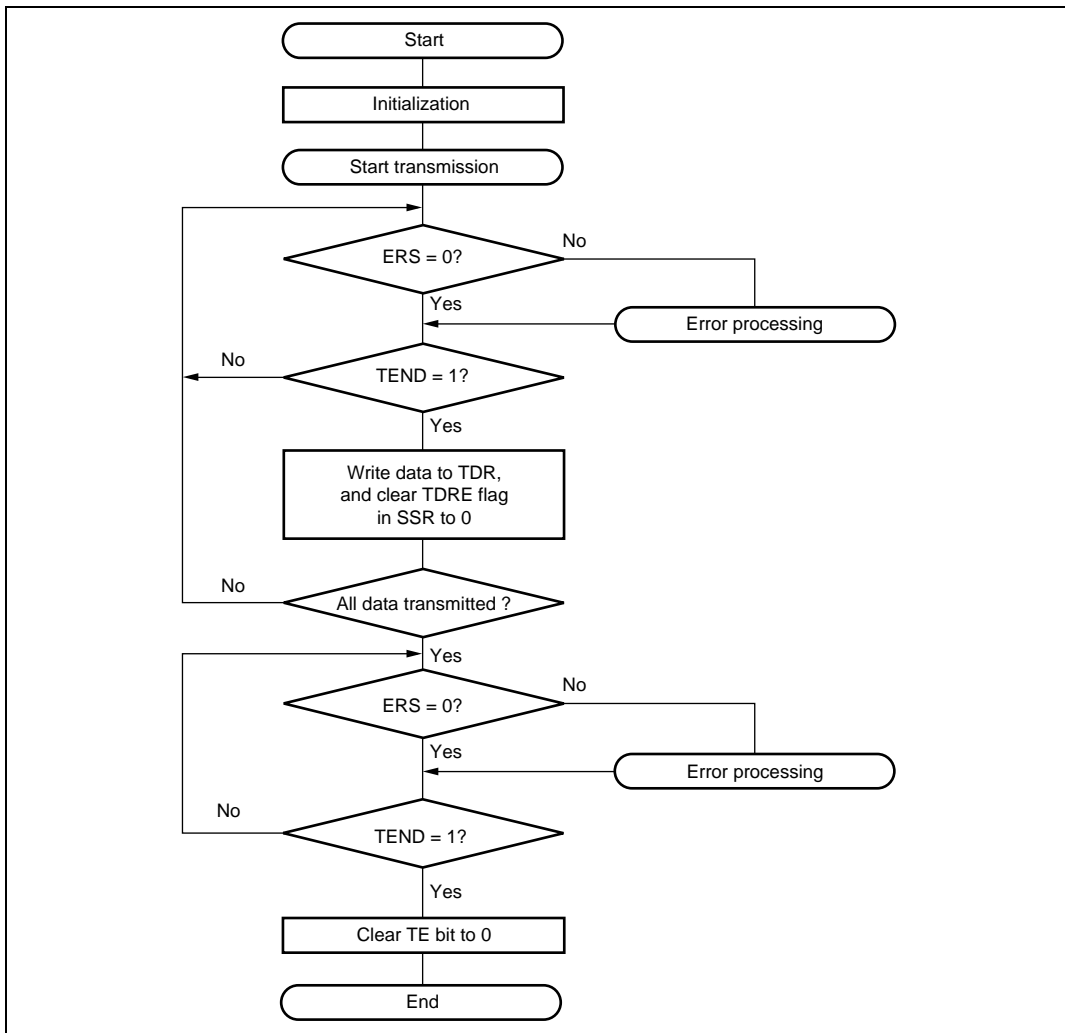 Start
Initialization
Start transmission
ERS = 0?
No
Yes
Error processing
No
TEND = 1?
Yes
Write data to TDR,
and clear TDRE flag
in SSR to 0
No
All data transmitted ?
Yes
ERS = 0?
No
Yes
Error processing
No
TEND = 1?
Yes
Clear TE bit to 0
End